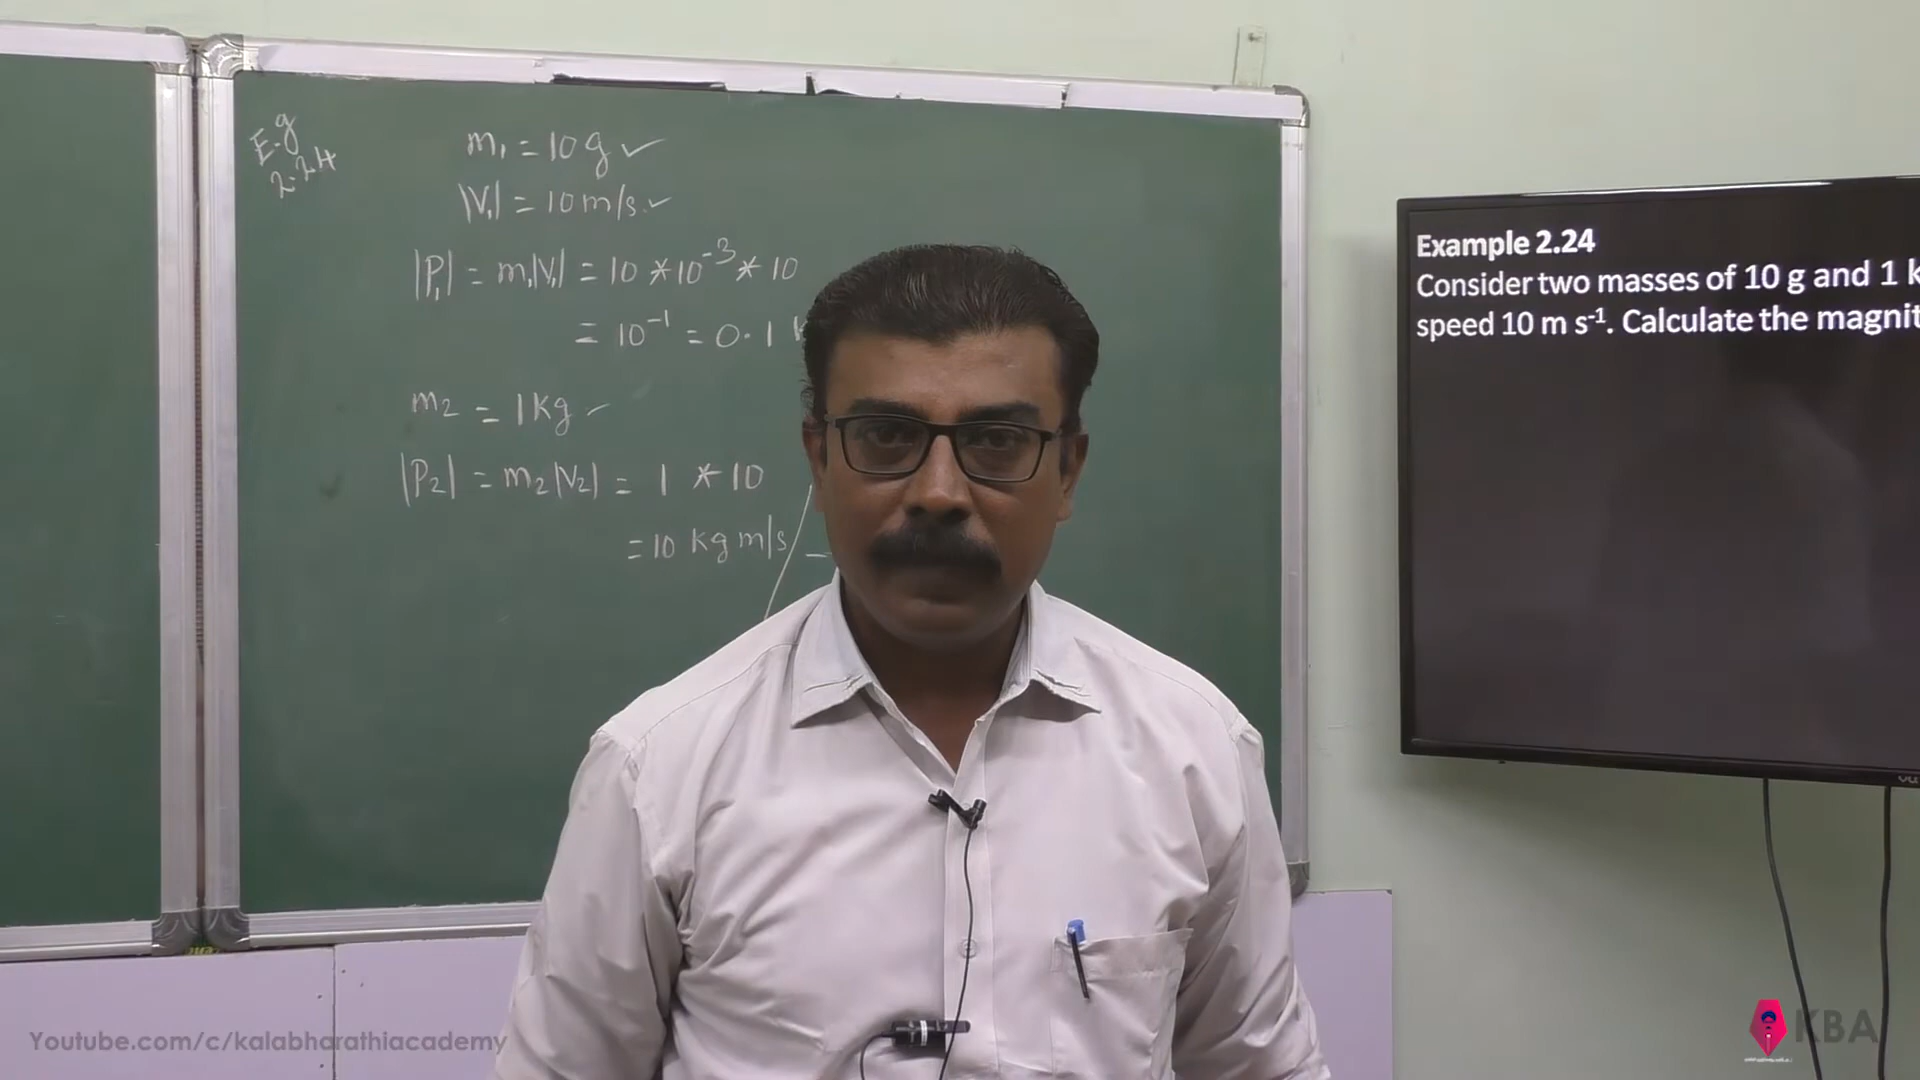 E.g
2.24
m₁ = 10g ✓
|V₁| = 10 m/s. ✓
|P₁| = m₁|V₁| = 10 * 10⁻³ * 10
= 10⁻¹ = 0.1
m₂ = 1kg
|P₂| = m₂|V₂| = 1 * 10
= 10 kg m/s
Example 2.24
Consider two masses of 10 g and 1 k
speed 10 m s⁻¹. Calculate the magnit
Youtube.com/c/kalabharathiacademy
KBA